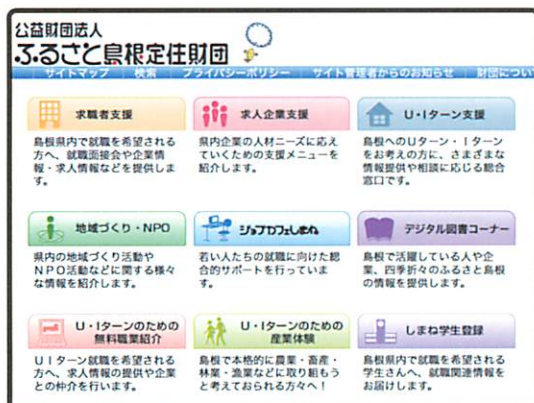 公益財団法人
ふるさと島根定住財団
サイトマップ 検索 プライバシーポリシー サイト管理者からのお知らせ 財団につい
求職者支援
島根県内で就職を希望される
方へ、就職面接会や企業情
報・求人情報などを提供しま
す。
求人企業支援
県内企業の人材ニーズに応え
ていくための支援メニューを
紹介します。
U・Iターン支援
島根へのUターン・Iターン
をお考えの方に、さまざまな
情報提供や相談に応じる総合
窓口です。
地域づくり・NPO
県内の地域づくり活動や
NPO活動などに関する様々
な情報を紹介します。
ジョブカフェしまね
若い人たちの就職に向けた総
合的サポートを行っていま
す。
デジタル図書コーナー
島根で活躍している人や企
業、四季折々のふるさと島根
の情報を提供します。
U・Iターンのための
無料職業紹介
UIターン就職を希望される
方へ、求人情報の提供や企業
との仲介を行います。
U・Iターンのための
産業体験
島根で本格的に農業・畜産・
林業・漁業などに取り組もう
と考えておられる方々へ！
しまね学生登録
島根県内で就職を希望される
学生さんへ、就職関連情報を
お届けします。